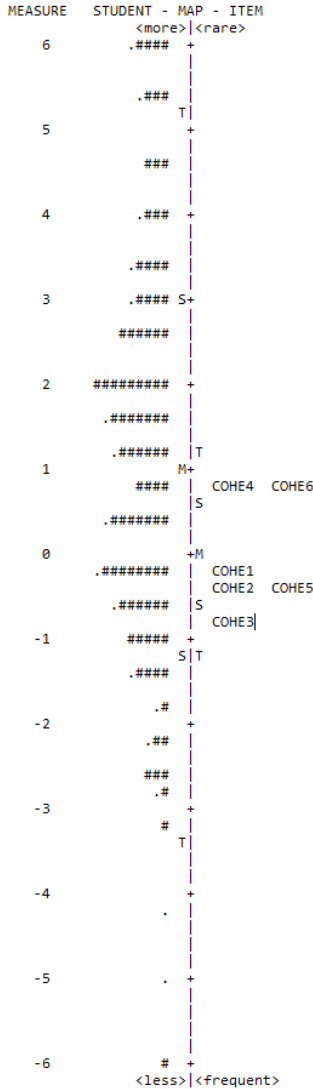 MEASURE   STUDENT - MAP - ITEM
                <more>|<rare>
    6          .####  +
                      |
                      |
                .###  |
                     T|
    5                 +
                      |
                 ###  |
                      |
    4           .###  +
                      |
                      |
               .####  |
                      |
    3          .#### S+
                      |
              ######  |
                      |
                      |
    2      #########  +
                      |
            .#######  |
                      |
             .######  |T
    1                M+
                ####  |  COHE4  COHE6
                      |S
            .#######  |
                      |
    0                 +M
           .########  |  COHE1
                      |  COHE2  COHE5
             .######  |S
                      |  COHE3|
   -1          #####  +
                     S|T
               .####  |
                      |
                  .#  |
   -2                 +
                 .##  |
                      |
                 ###  |
                  .#  |
   -3                 +
                   #  |
                     T|
                      |
                      |
   -4                 +
                   .  |
                      |
                      |
                      |
   -5              .  +
                      |
                      |
                      |
                      |
   -6              #  +
                <less>|<frequent>